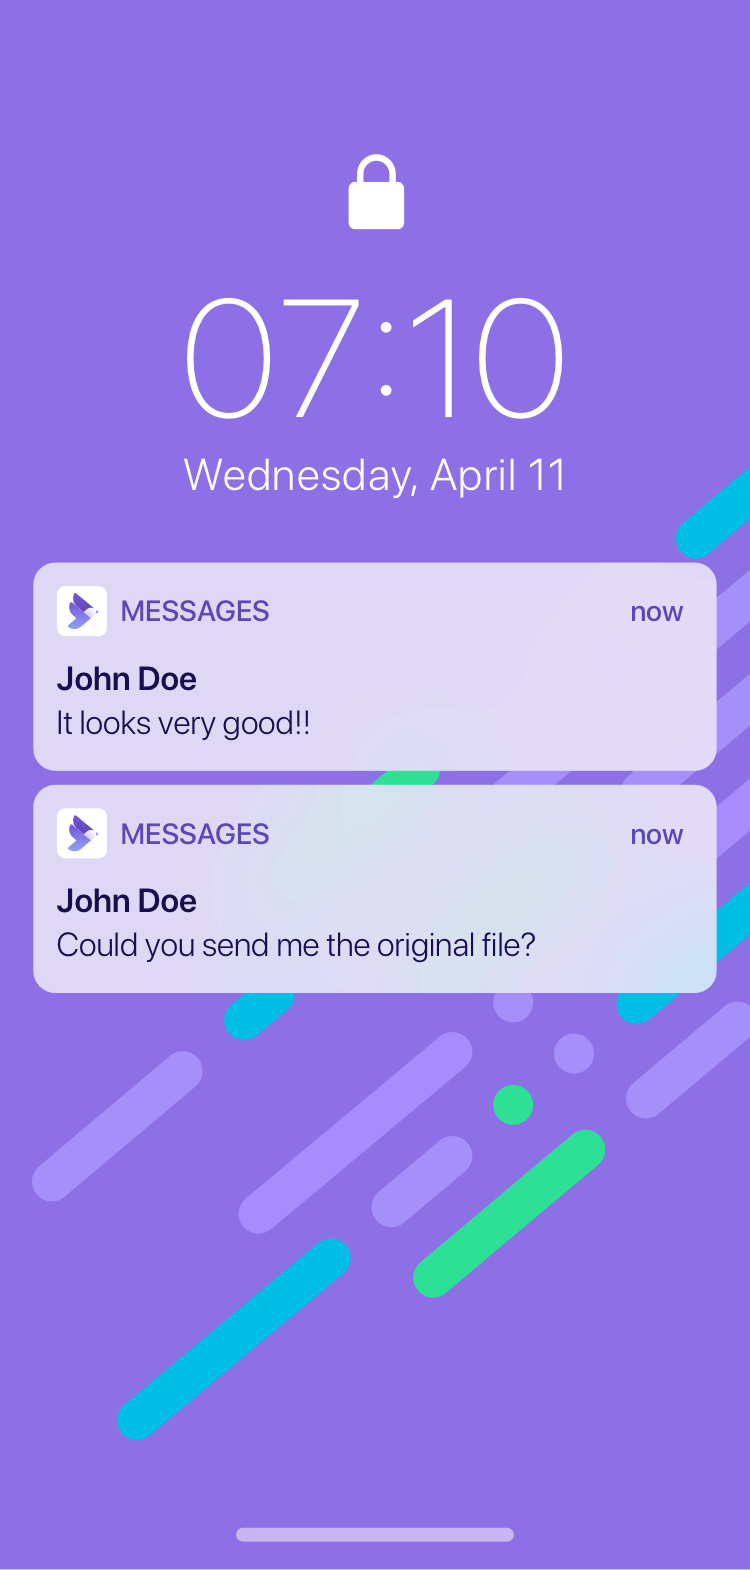 07:10
Wednesday, April 11
MESSAGES now
John Doe
It looks very good!!
MESSAGES now
John Doe
Could you send me the original file?